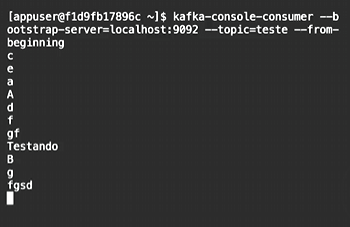 [appuser@f1d9fb17896c ~]$ kafka-console-consumer --b
ootstrap-server=localhost:9092 --topic=teste --from-
beginning
c
e
a
A
d
f
gf
Testando
B
g
fgsd